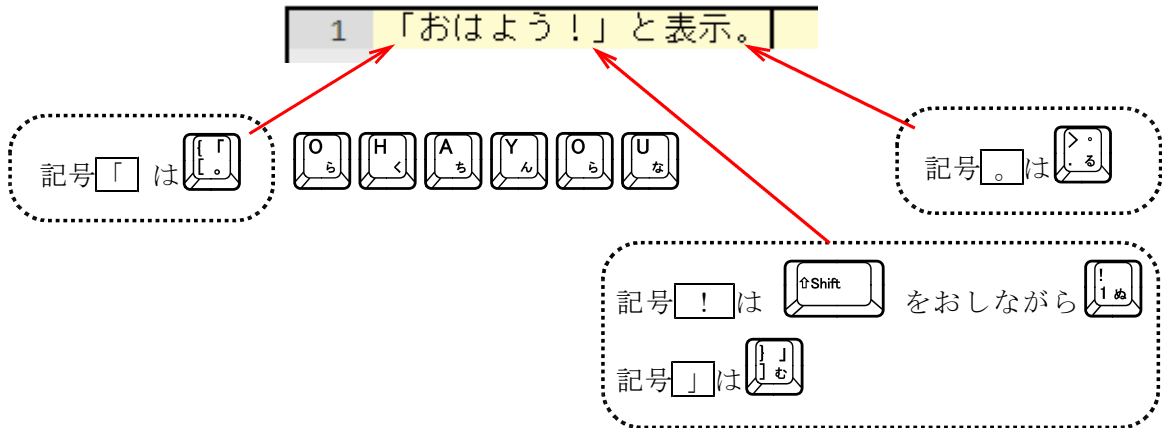 1 「おはよう！」と表示。
記号「 は { 「 [ 。
O ら H く A ち Y ん O ら U な
記号 。は > ・ . る
記号 ！ は ⇧Shift をおしながら ! 1 ぬ
記号 」は } 」 ] む